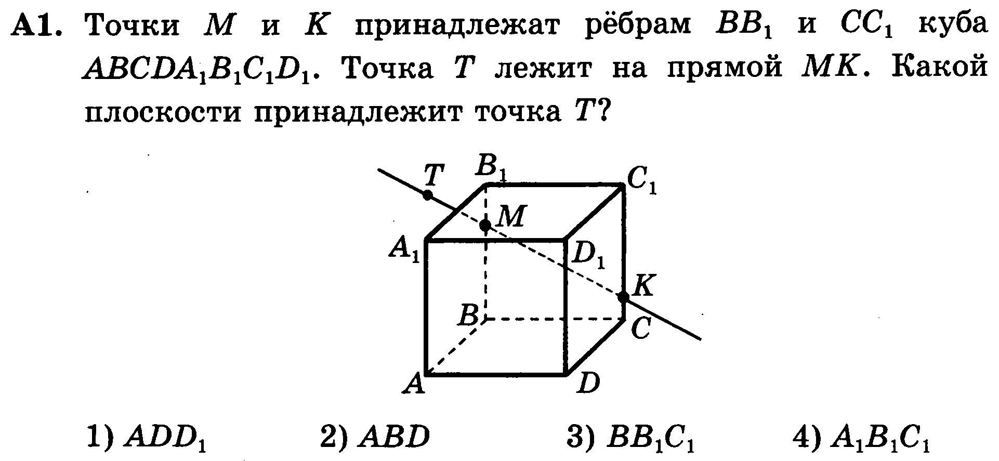 А1. Точки M и K принадлежат рёбрам BB₁ и CC₁ куба
ABCDA₁B₁C₁D₁. Точка T лежит на прямой MK. Какой
плоскости принадлежит точка T?
T
B₁
C₁
M
A₁
D₁
K
B
C
A
D
1) ADD₁ 2) ABD 3) BB₁C₁ 4) A₁B₁C₁